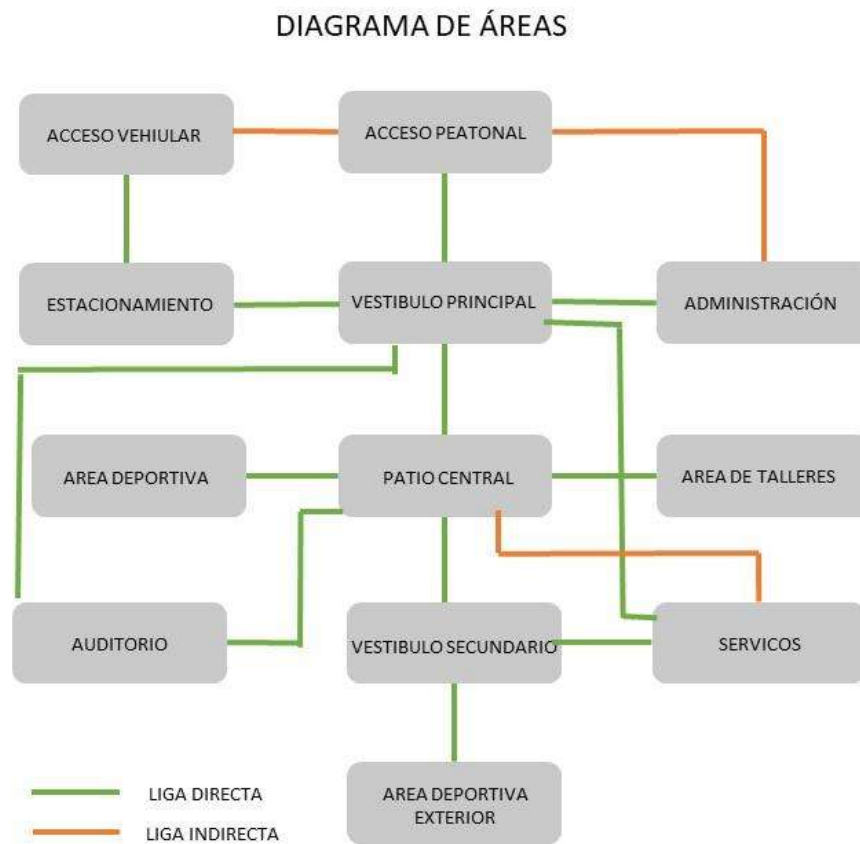 DIAGRAMA DE ÁREAS
ACCESO VEHIULAR
ACCESO PEATONAL
ESTACIONAMIENTO
VESTIBULO PRINCIPAL
ADMINISTRACIÓN
AREA DEPORTIVA
PATIO CENTRAL
AREA DE TALLERES
AUDITORIO
VESTIBULO SECUNDARIO
SERVICOS
AREA DEPORTIVA
EXTERIOR
LIGA DIRECTA
LIGA INDIRECTA